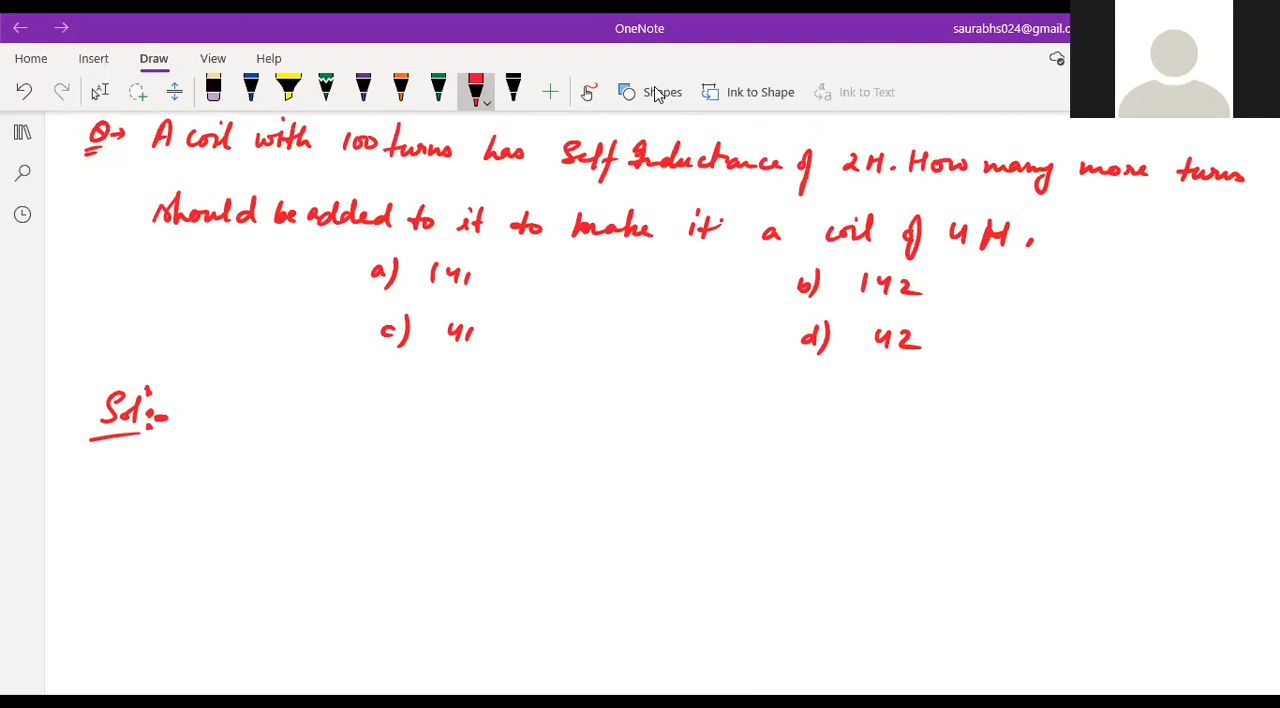 OneNote
saurabhs024@gmail.c
Home Insert Draw View Help
Shapes Ink to Shape Ink to Text
Q→ A coil with 100 turns has Self Inductance of 2H. How many more turns
should be added to it to make it a coil of 4H.
a) 141 b) 142
c) 41 d) 42
Sol:-